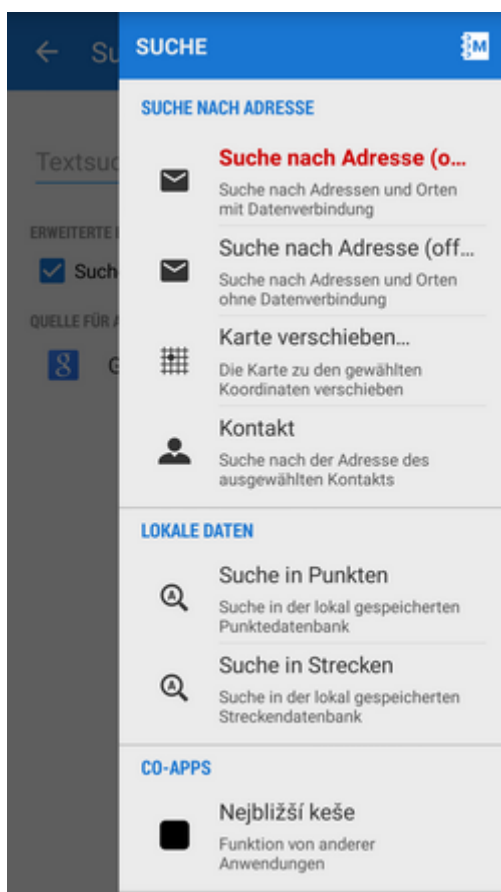 Su
SUCHE
M
SUCHE NACH ADRESSE
Textsuc
Suche nach Adresse (o...
Suche nach Adressen und Orten
mit Datenverbindung
ERWEITERTE
Such
Suche nach Adresse (off...
Suche nach Adressen und Orten
ohne Datenverbindung
QUELLE FÜR A
8 G
Karte verschieben...
Die Karte zu den gewählten
Koordinaten verschieben
Kontakt
Suche nach der Adresse des
ausgewählten Kontakts
LOKALE DATEN
A
Suche in Punkten
Suche in der lokal gespeicherten
Punktedatenbank
A
Suche in Strecken
Suche in der lokal gespeicherten
Streckendatenbank
CO-APPS
Nejbližší keše
Funktion von anderer
Anwendungen